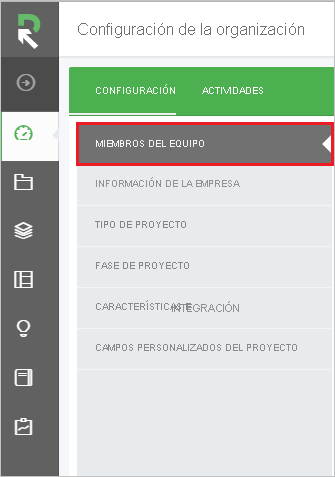 Configuración de la organización
CONFIGURACIÓN ACTIVIDADES
MIEMBROS DEL EQUIPO
INFORMACIÓN DE LA EMPRESA
TIPO DE PROYECTO
FASE DE PROYECTO
CARACTERÍSTICAS E INTEGRACIÓN
CAMPOS PERSONALIZADOS DEL PROYECTO